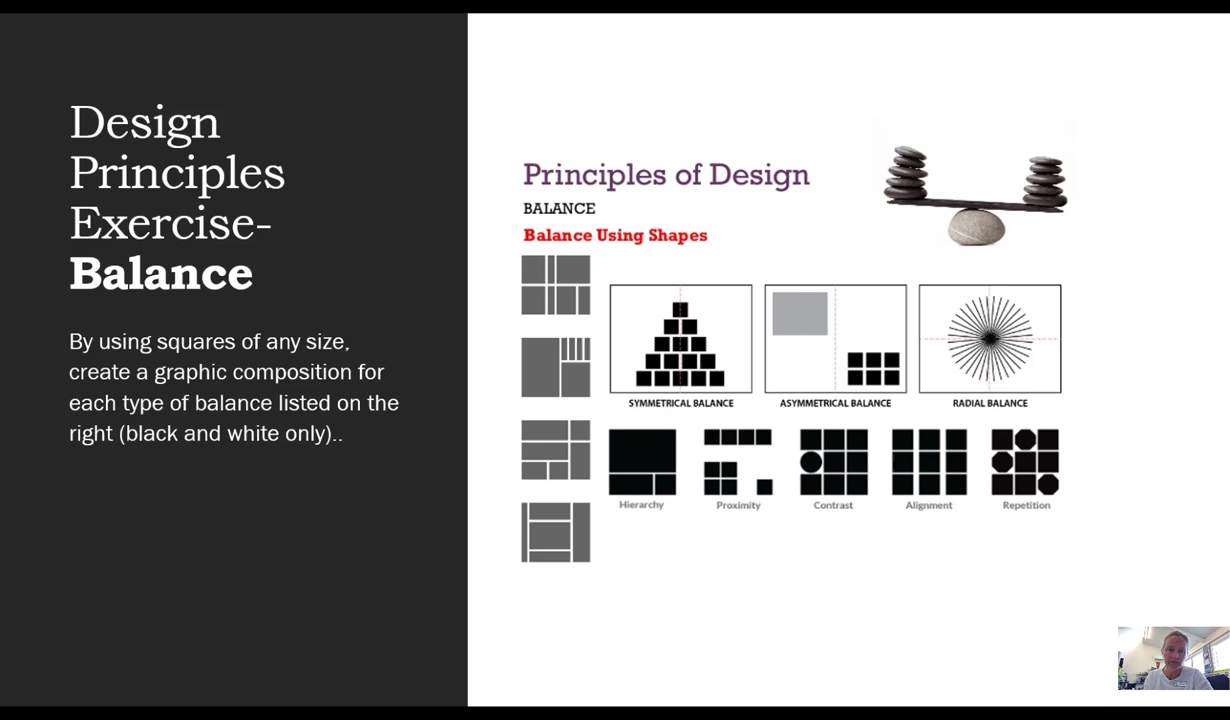 Design
Principles
Exercise-
Balance
By using squares of any size,
create a graphic composition for
each type of balance listed on the
right (black and white only)..
Principles of Design
BALANCE
Balance Using Shapes
SYMMETRICAL BALANCE
ASYMMETRICAL BALANCE
RADIAL BALANCE
Hierarchy
Proximity
Contrast
Alignment
Repetition